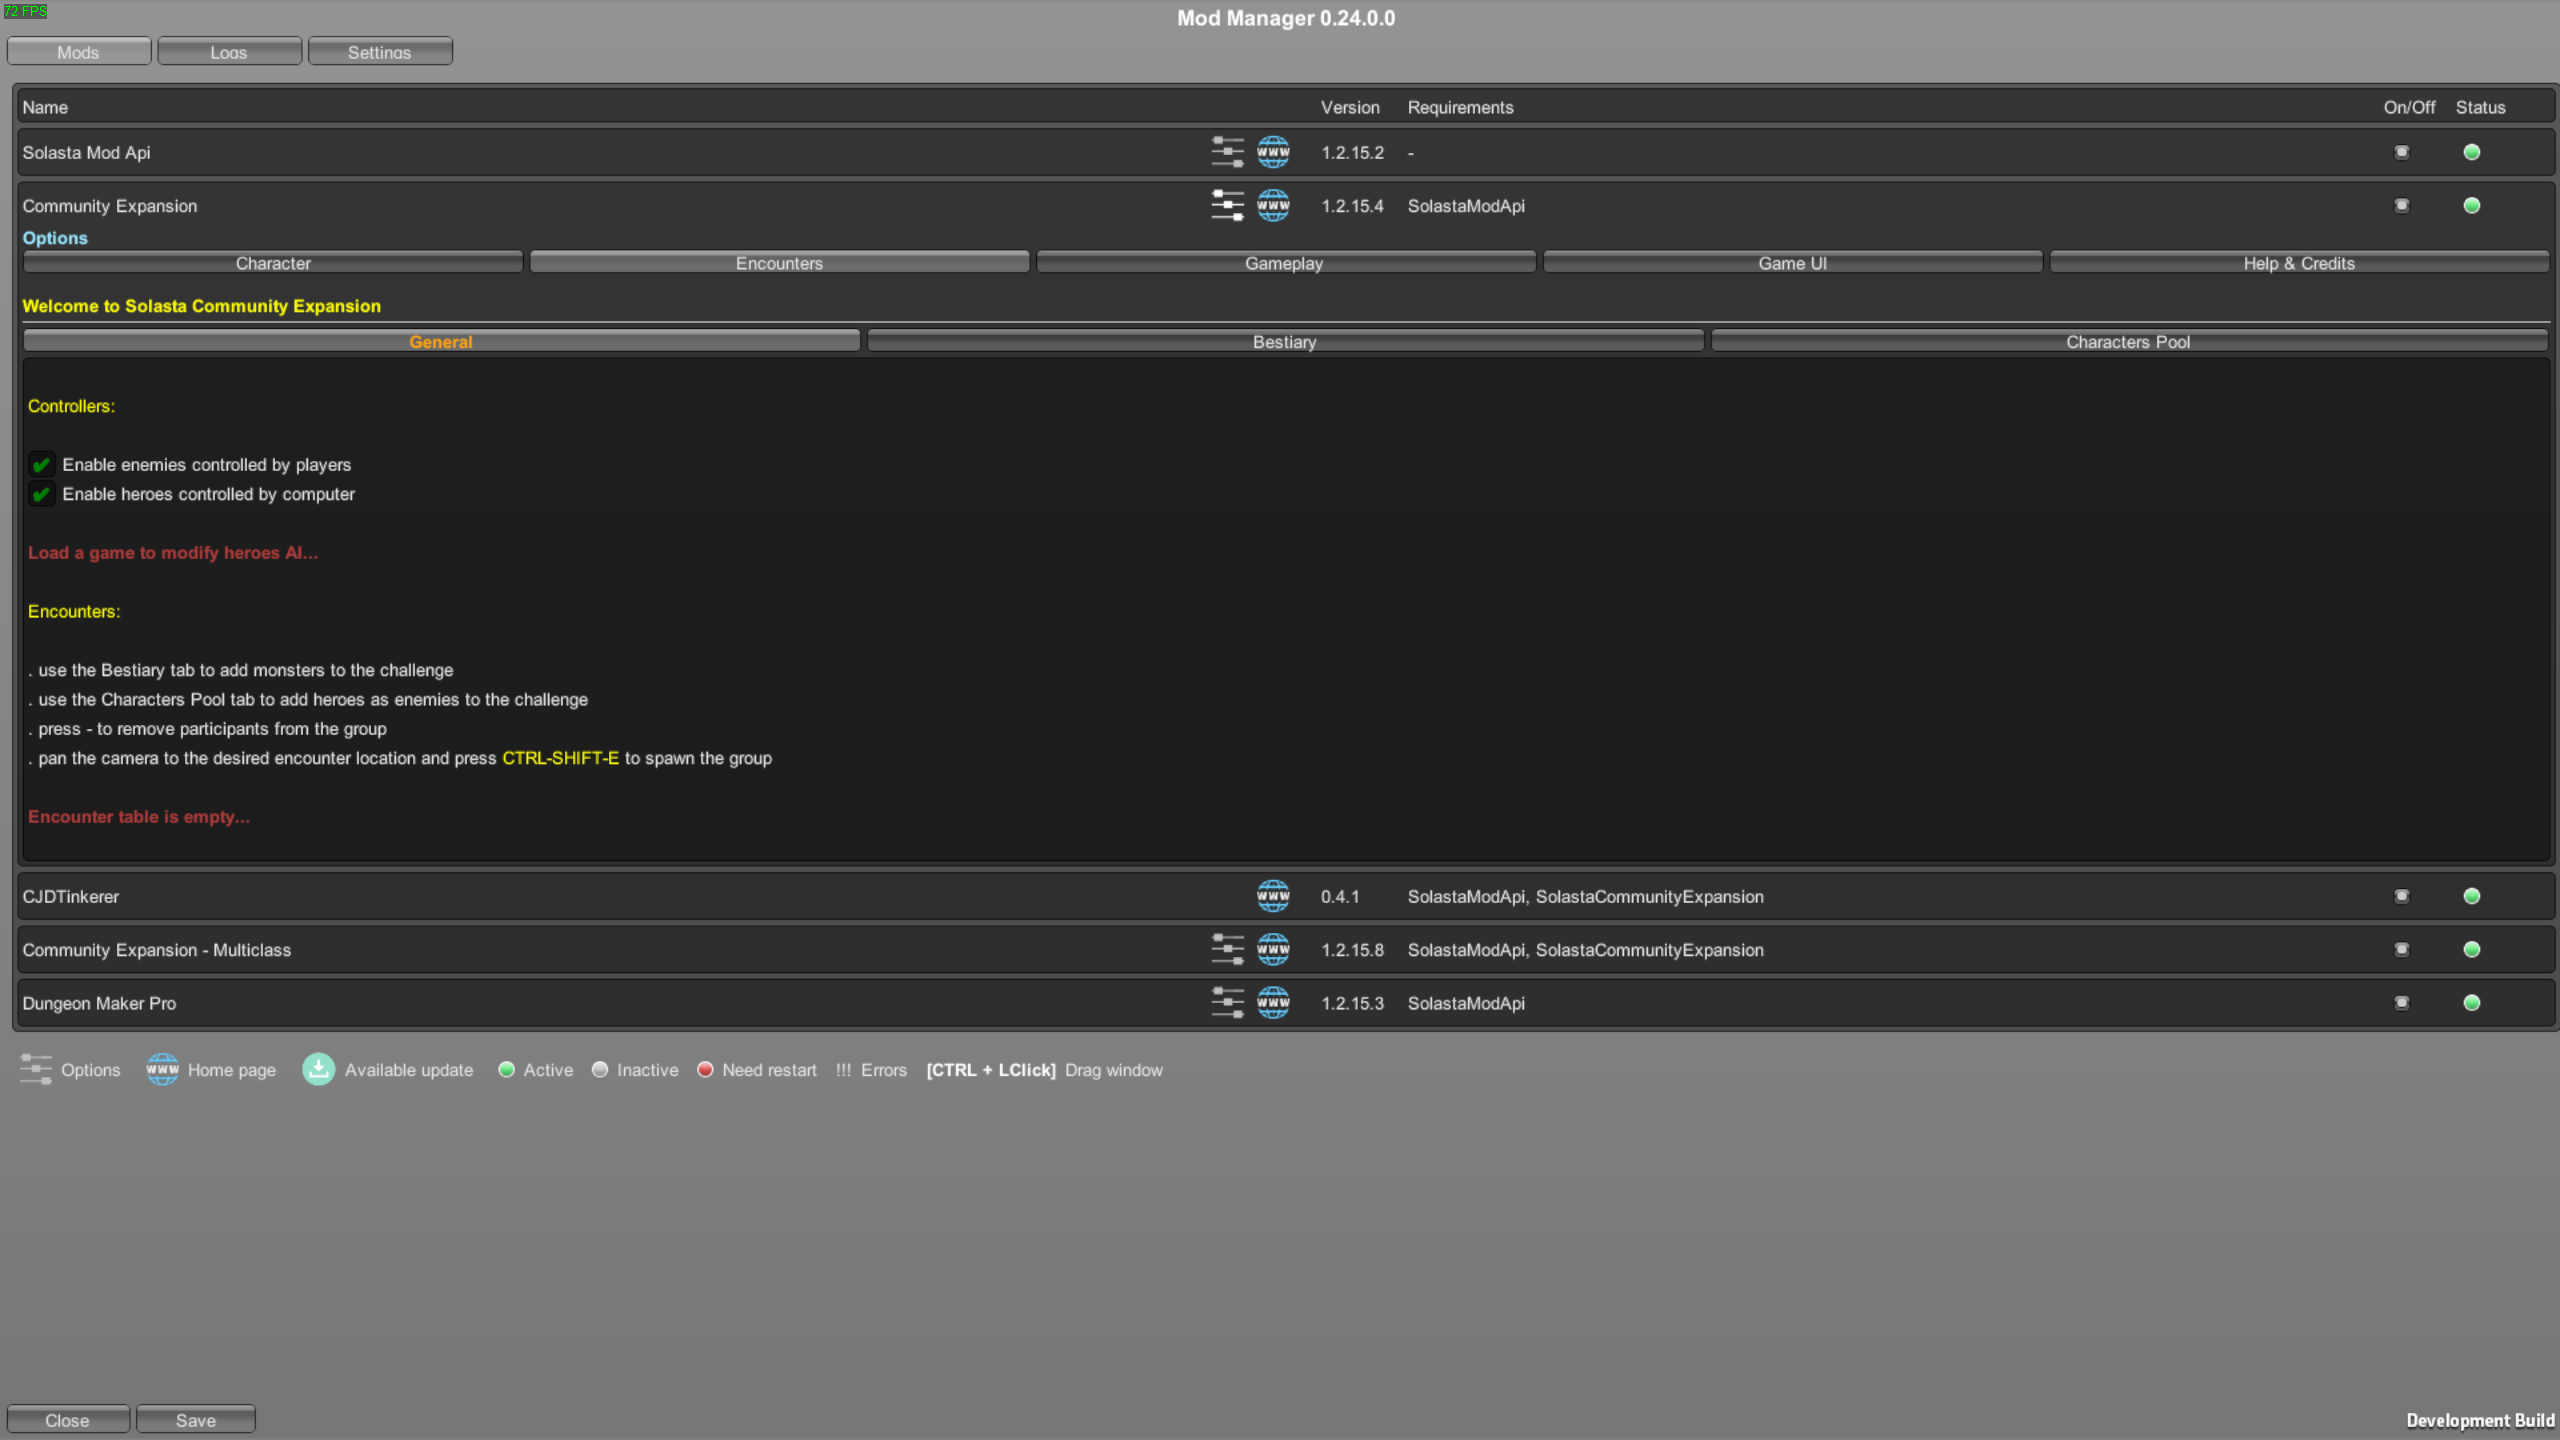 72 FPS
Mod Manager 0.24.0.0
Mods Logs Settings
Name Version Requirements On/Off Status
Solasta Mod Api WWW 1.2.15.2 -
Community Expansion WWW 1.2.15.4 SolastaModApi
Options
Character Encounters Gameplay Game UI Help & Credits
Welcome to Solasta Community Expansion
General Bestiary Characters Pool
Controllers:
✔ Enable enemies controlled by players
✔ Enable heroes controlled by computer
Load a game to modify heroes AI...
Encounters:
. use the Bestiary tab to add monsters to the challenge
. use the Characters Pool tab to add heroes as enemies to the challenge
. press - to remove participants from the group
. pan the camera to the desired encounter location and press CTRL-SHIFT-E to spawn the group
Encounter table is empty...
CJDTinkerer WWW 0.4.1 SolastaModApi, SolastaCommunityExpansion
Community Expansion - Multiclass WWW 1.2.15.8 SolastaModApi, SolastaCommunityExpansion
Dungeon Maker Pro WWW 1.2.15.3 SolastaModApi
Options WWW Home page Available update Active Inactive Need restart !!! Errors [CTRL + LClick] Drag window
Close Save Development Build